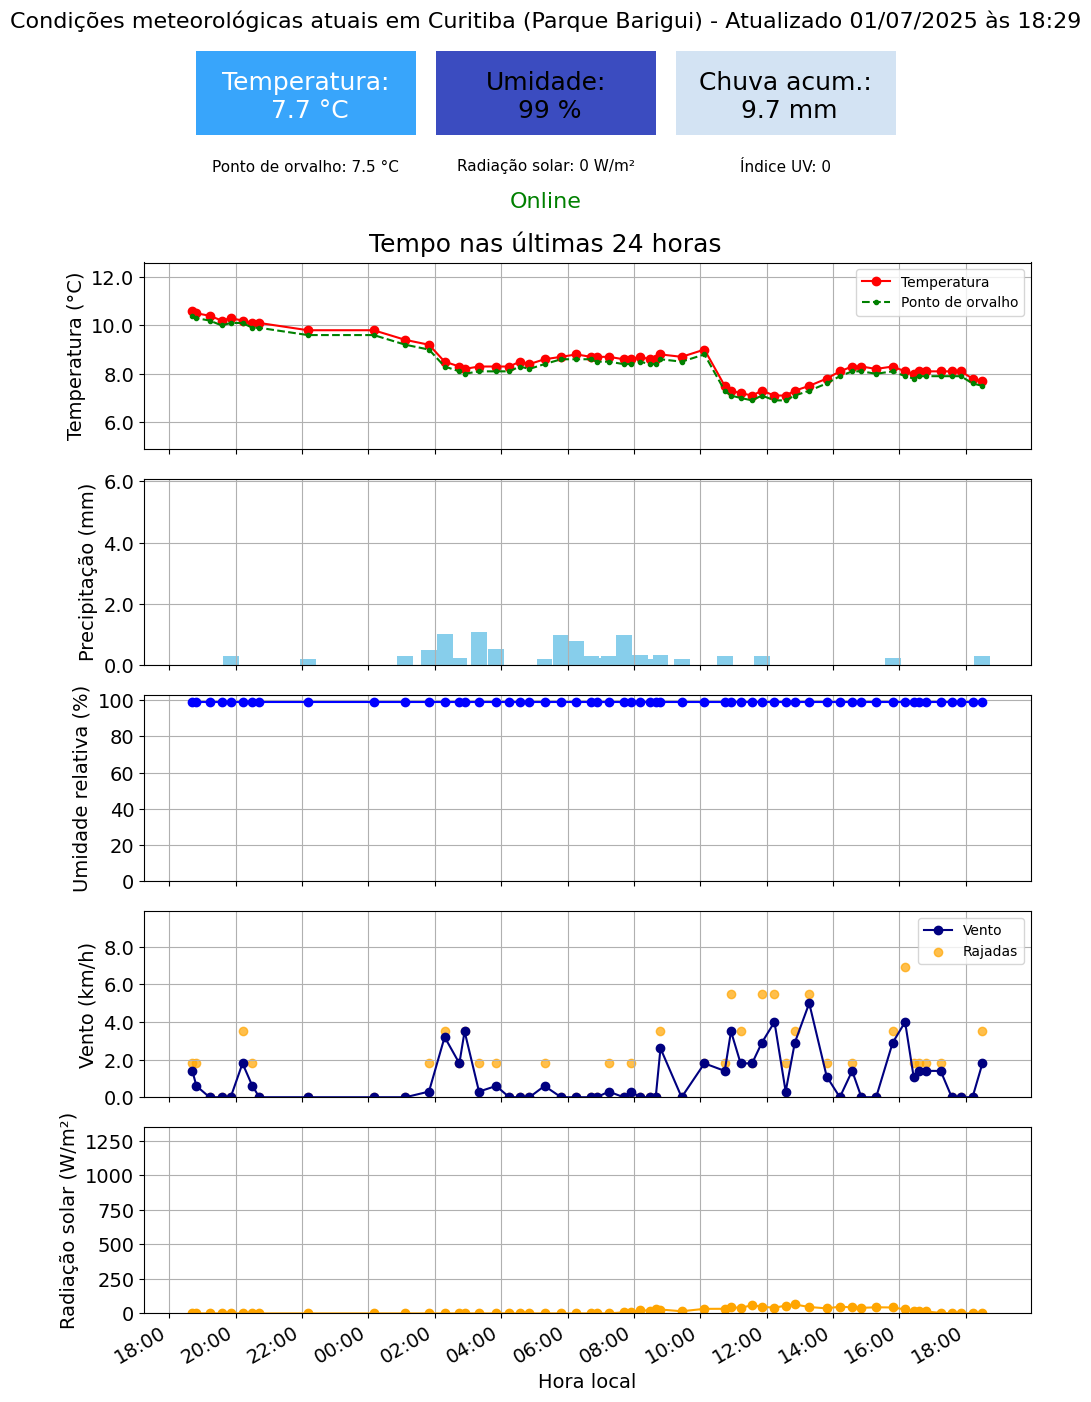 Condições meteorológicas atuais em Curitiba (Parque Barigui) - Atualizado 01/07/2025 às 18:29
Temperatura:
7.7 °C
Umidade:
99 %
Chuva acum.:
9.7 mm
Ponto de orvalho: 7.5 °C
Radiação solar: 0 W/m²
Índice UV: 0
Online
Tempo nas últimas 24 horas
Temperatura (°C)
12.0
10.0
8.0
6.0
Temperatura
Ponto de orvalho
Precipitação (mm)
6.0
4.0
2.0
0.0
Umidade relativa (%)
100
80
60
40
20
0
Vento (km/h)
8.0
6.0
4.0
2.0
0.0
Vento
Rajadas
Radiação solar (W/m²)
1250
1000
750
500
250
0
18:00
20:00
22:00
00:00
02:00
04:00
06:00
08:00
10:00
12:00
14:00
16:00
18:00
Hora local